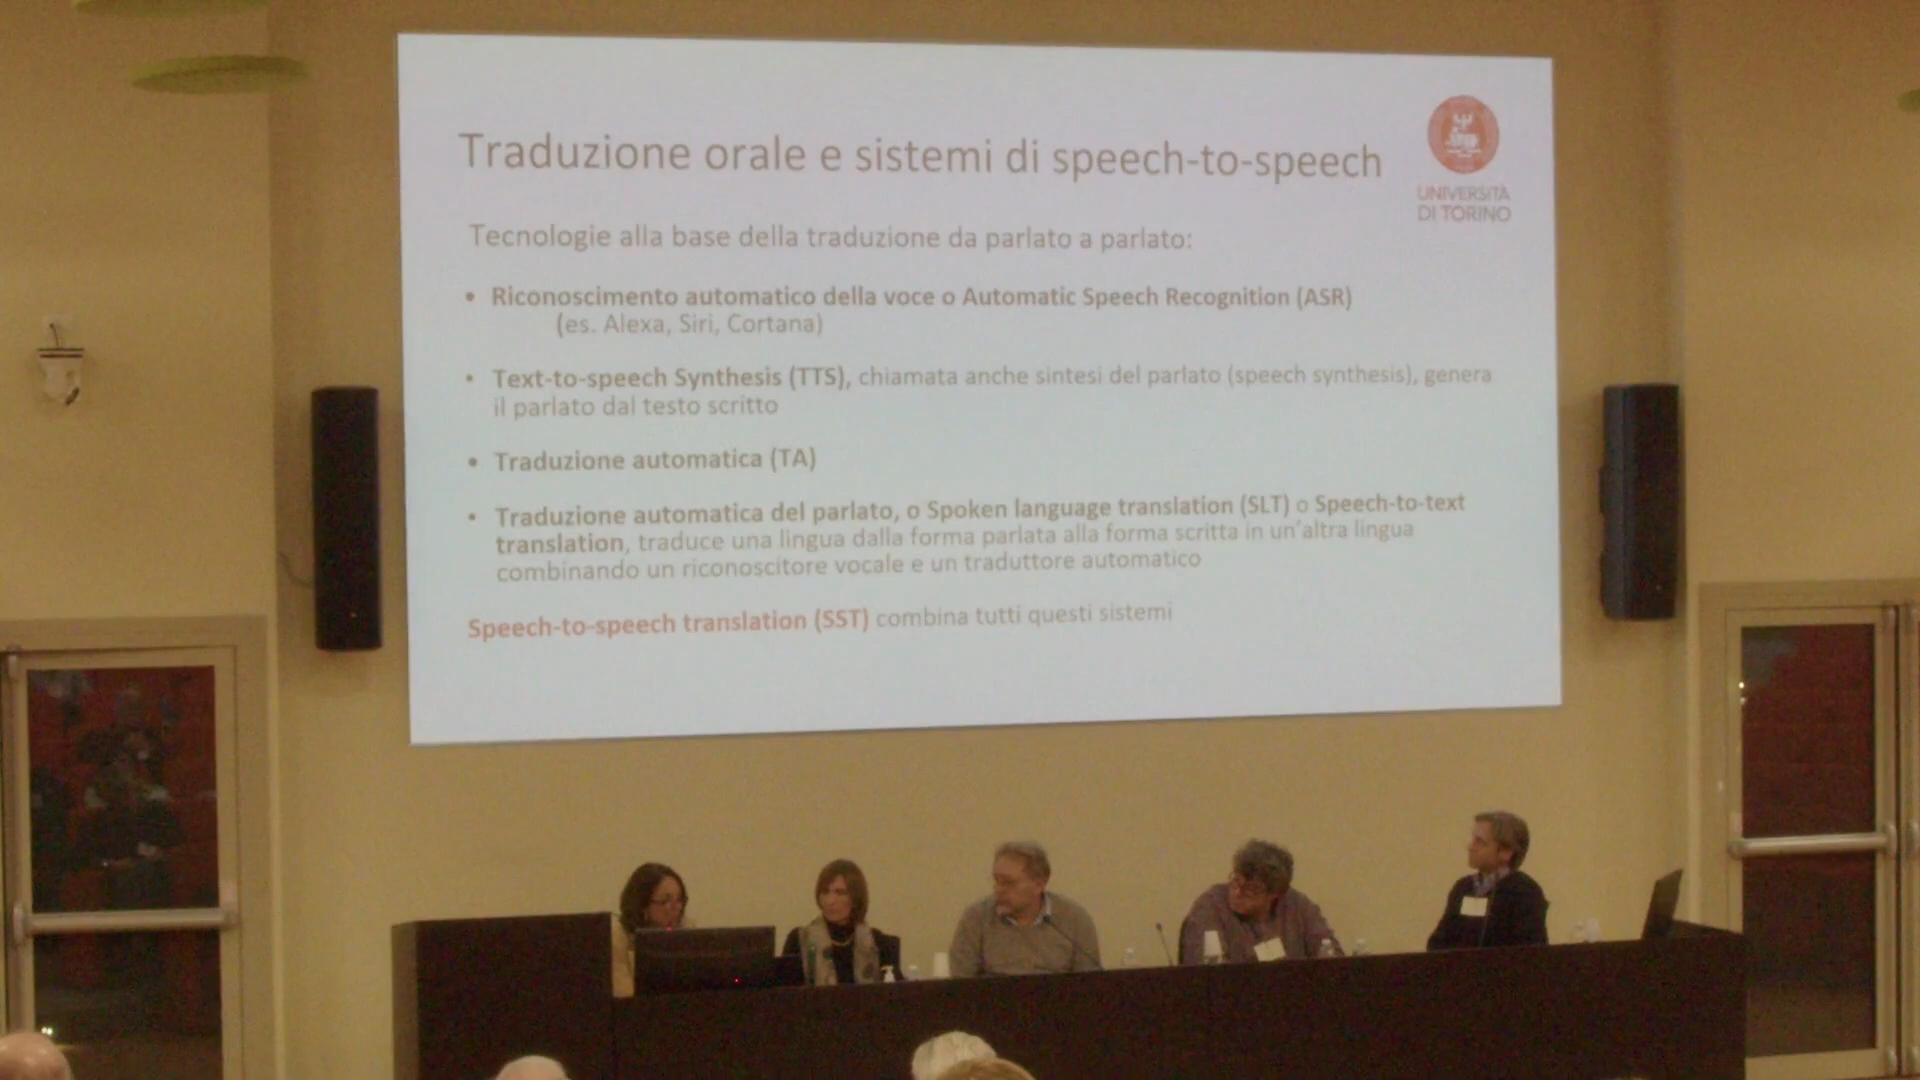 Traduzione orale e sistemi di speech-to-speech
UNIVERSITÀ
DI TORINO
Tecnologie alla base della traduzione da parlato a parlato:
• Riconoscimento automatico della voce o Automatic Speech Recognition (ASR)
(es. Alexa, Siri, Cortana)
• Text-to-speech Synthesis (TTS), chiamata anche sintesi del parlato (speech synthesis), genera
il parlato dal testo scritto
• Traduzione automatica (TA)
• Traduzione automatica del parlato, o Spoken language translation (SLT) o Speech-to-text
translation, traduce una lingua dalla forma parlata alla forma scritta in un'altra lingua
combinando un riconoscitore vocale e un traduttore automatico
Speech-to-speech translation (SST) combina tutti questi sistemi